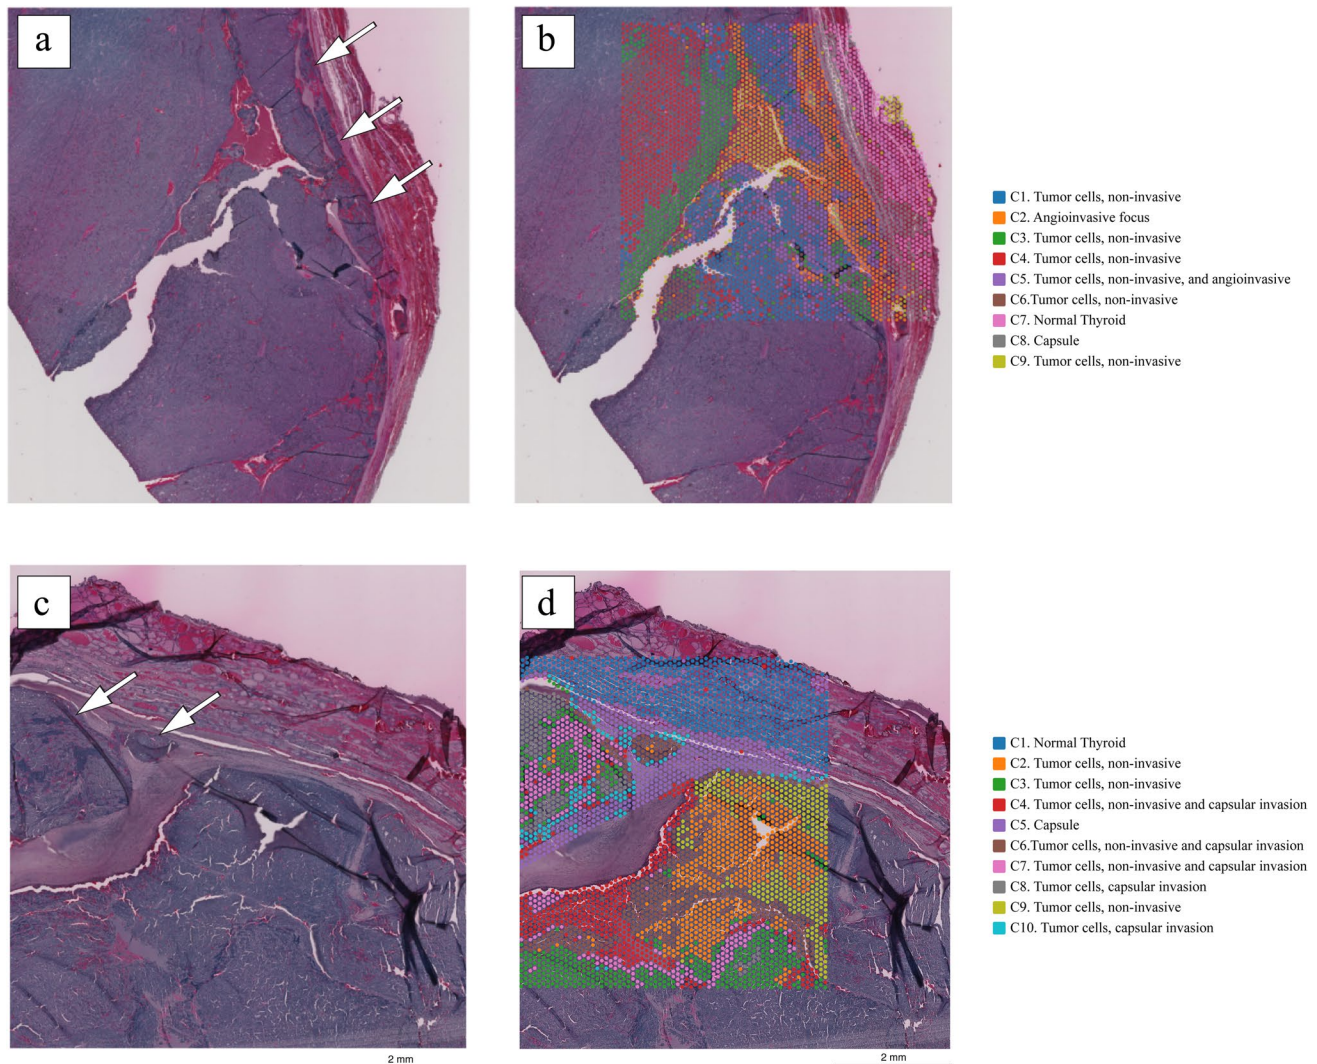 a
b
C1. Tumor cells, non-invasive
C2. Angioinvasive focus
C3. Tumor cells, non-invasive
C4. Tumor cells, non-invasive
C5. Tumor cells, non-invasive, and angioinvasive
C6.Tumor cells, non-invasive
C7. Normal Thyroid
C8. Capsule
C9. Tumor cells, non-invasive
c
d
C1. Normal Thyroid
C2. Tumor cells, non-invasive
C3. Tumor cells, non-invasive
C4. Tumor cells, non-invasive and capsular invasion
C5. Capsule
C6.Tumor cells, non-invasive and capsular invasion
C7. Tumor cells, non-invasive and capsular invasion
C8. Tumor cells, capsular invasion
C9. Tumor cells, non-invasive
C10. Tumor cells, capsular invasion
2 mm
2 mm